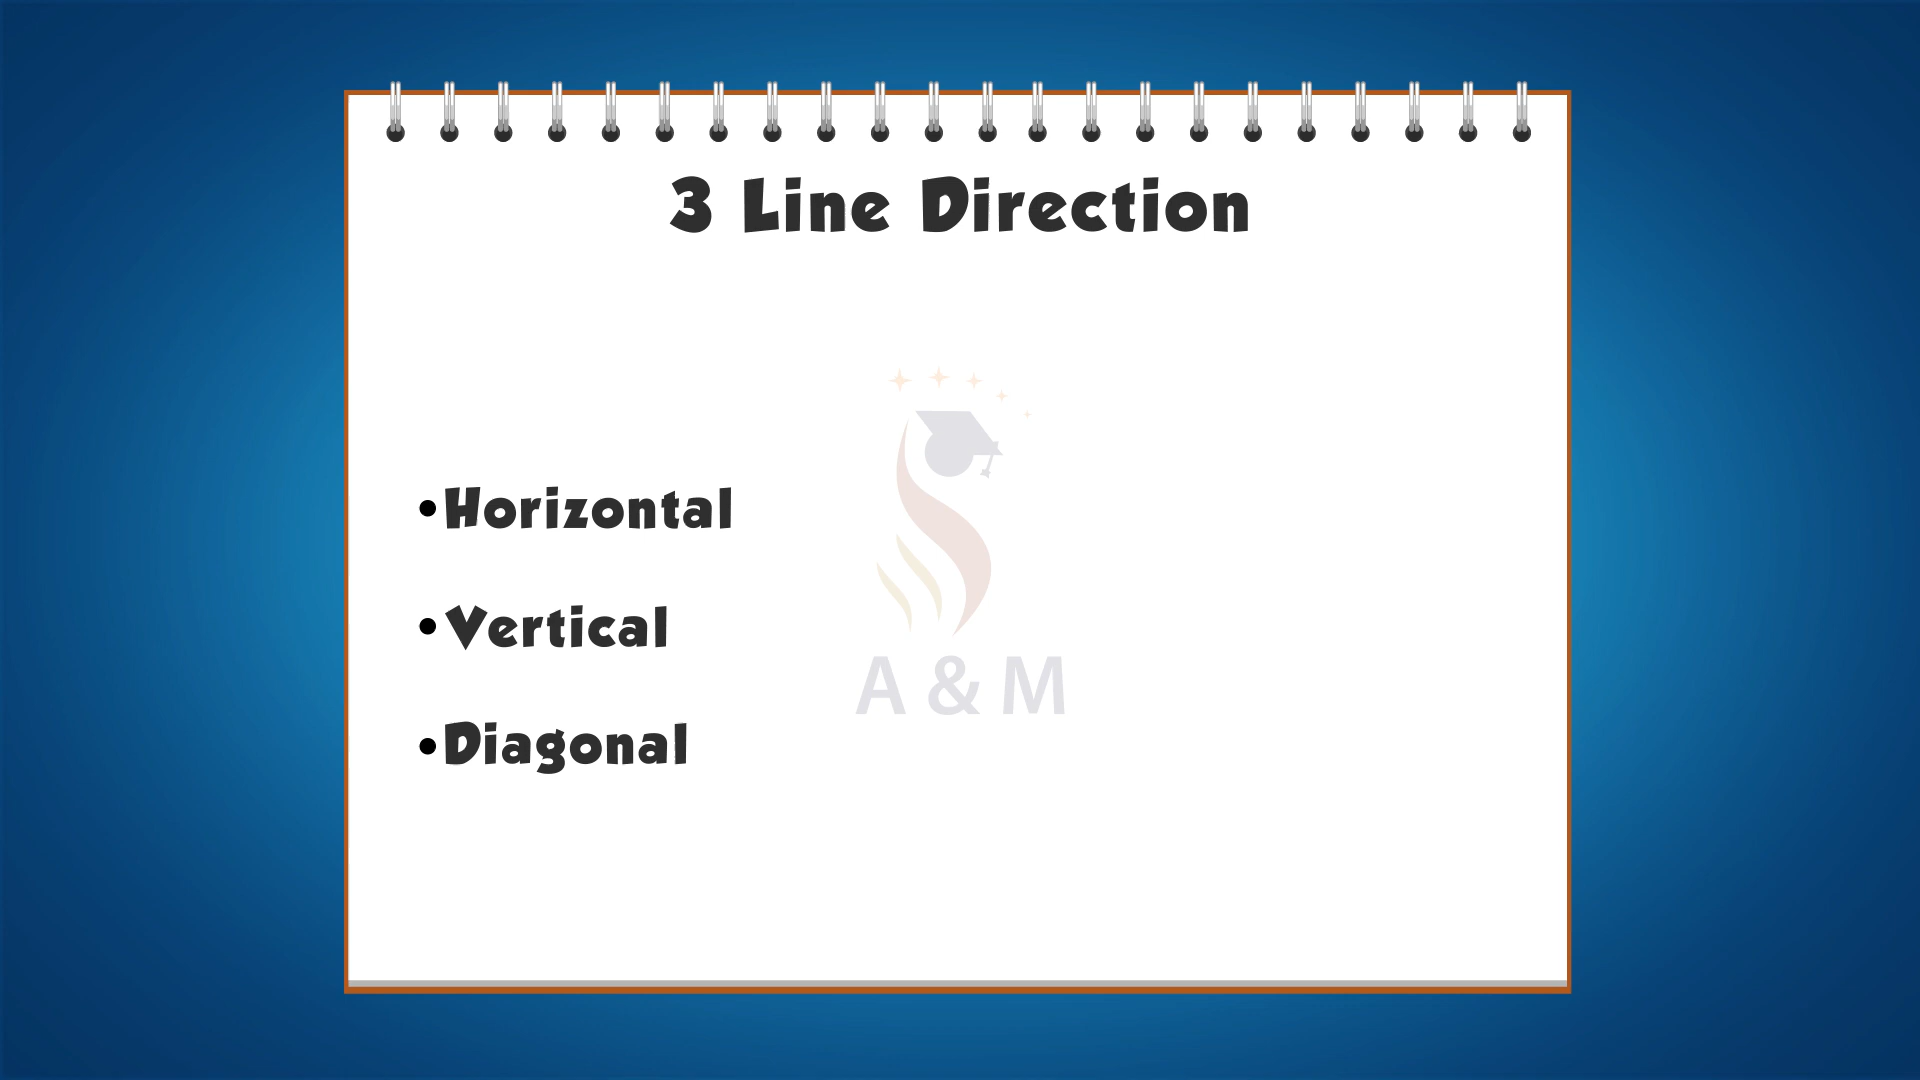 3 Line Direction
•Horizontal
•Vertical
•Diagonal
A & M